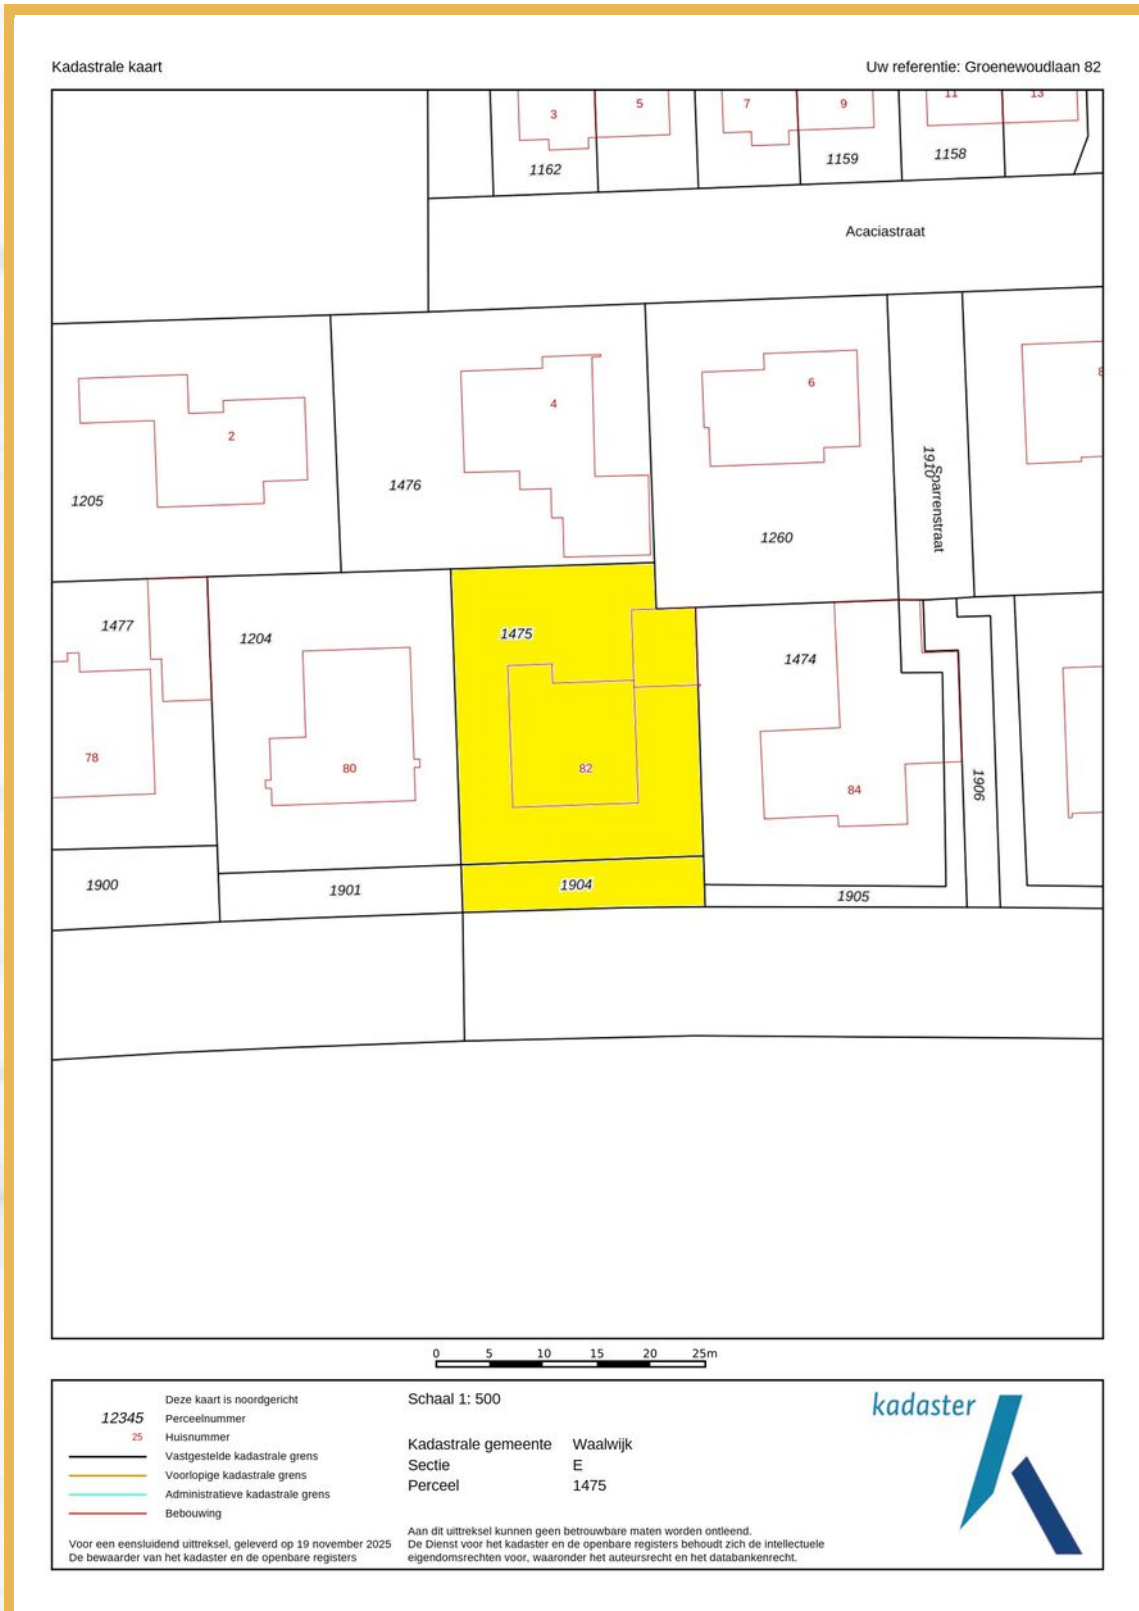 Kadastrale kaart
Uw referentie: Groenewoudlaan 82
3
5
7
9
11
13
1162
1159
1158
Acaciastraat
2
4
6
8
1205
1476
1260
1910
Sparrenstraat
1477
1204
1475
1474
78
80
82
84
1906
1900
1901
1904
1905
0 5 10 15 20 25m
Deze kaart is noordgericht
12345 Perceelnummer
25 Huisnummer
Vastgestelde kadastrale grens
Voorlopige kadastrale grens
Administratieve kadastrale grens
Bebouwing
Voor een eensluidend uittreksel, geleverd op 19 november 2025
De bewaarder van het kadaster en de openbare registers
Schaal 1: 500
Kadastrale gemeente Waalwijk
Sectie E
Perceel 1475
Aan dit uittreksel kunnen geen betrouwbare maten worden ontleend.
De Dienst voor het kadaster en de openbare registers behoudt zich de intellectuele
eigendomsrechten voor, waaronder het auteursrecht en het databankenrecht.
kadaster